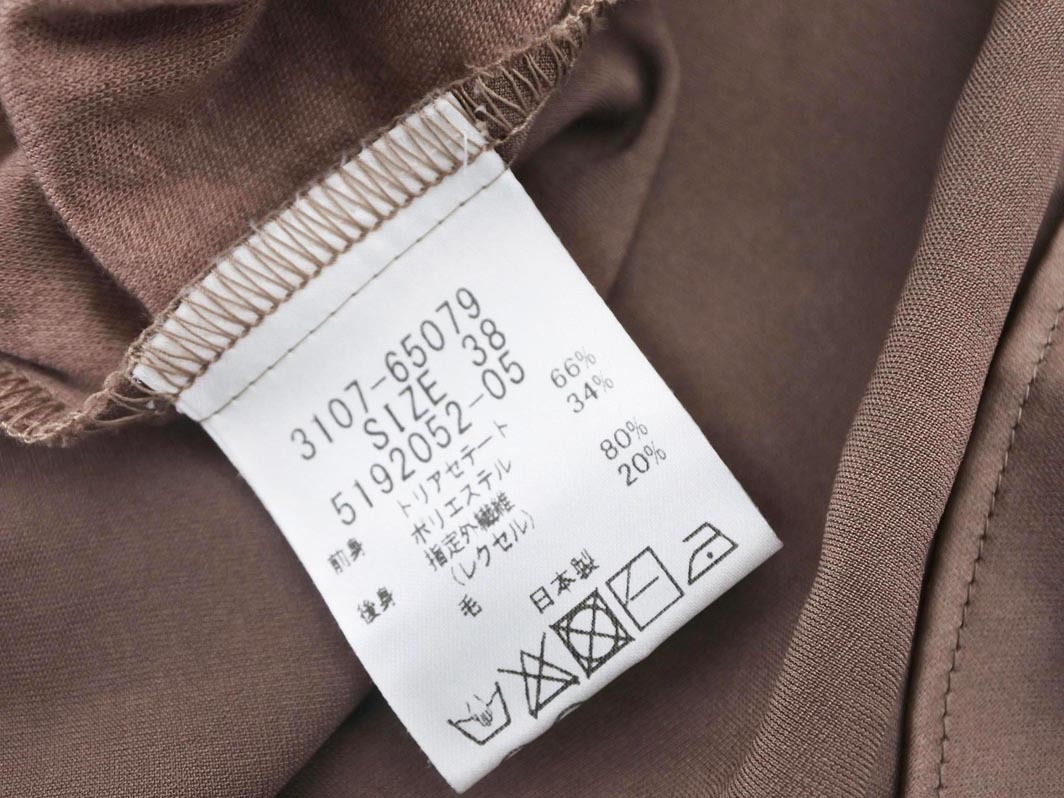 3107-65079
SIZE 38
5192052-05
前身 トリアセテート 66%
ポリエステル 34%
後身 指定外繊維 80%
(レクセル)
毛 20%
日本製